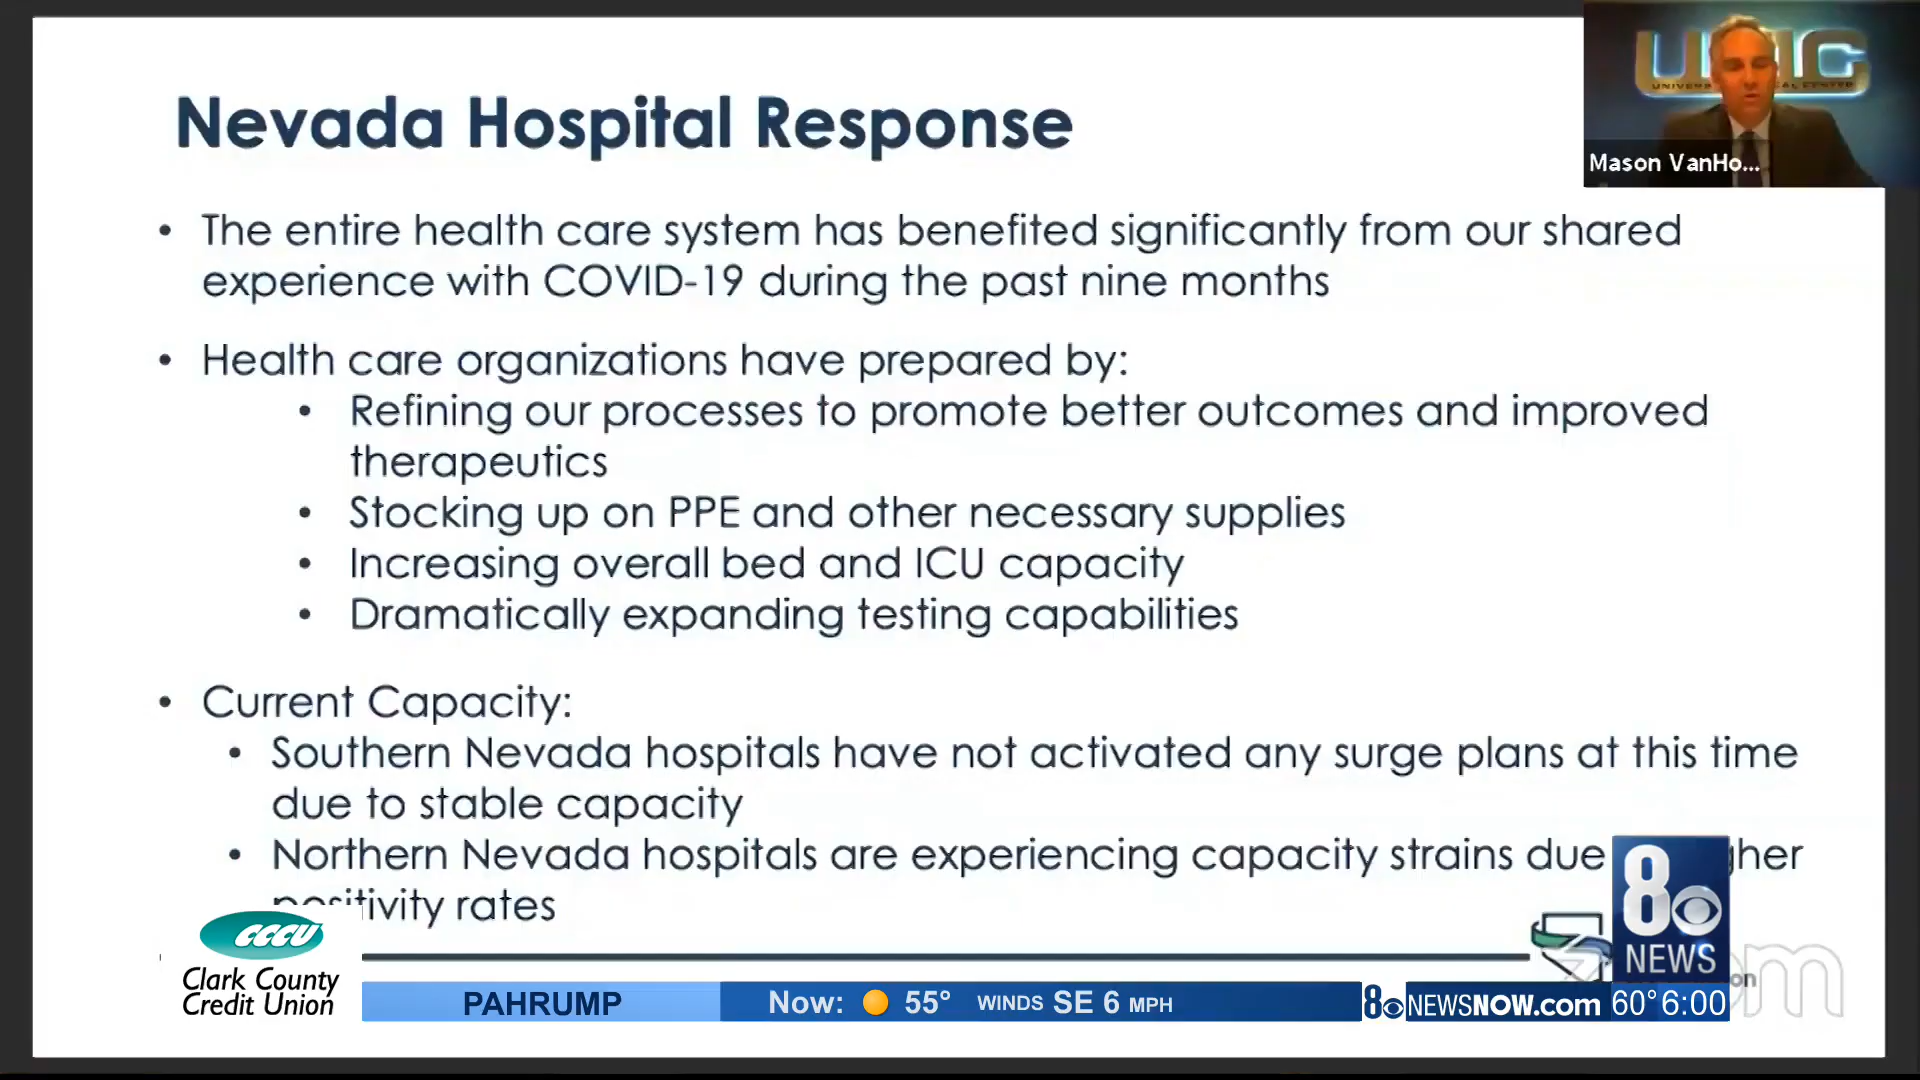 Nevada Hospital Response
Mason VanHo...
• The entire health care system has benefited significantly from our shared
experience with COVID-19 during the past nine months
• Health care organizations have prepared by:
• Refining our processes to promote better outcomes and improved
therapeutics
• Stocking up on PPE and other necessary supplies
• Increasing overall bed and ICU capacity
• Dramatically expanding testing capabilities
• Current Capacity:
• Southern Nevada hospitals have not activated any surge plans at this time
due to stable capacity
• Northern Nevada hospitals are experiencing capacity strains due
positivity rates
CCCU
Clark County
Credit Union
8
NEWS
PAHRUMP
Now: 55° WINDS SE 6 MPH
8 NEWSNOW.com 60° 6:00